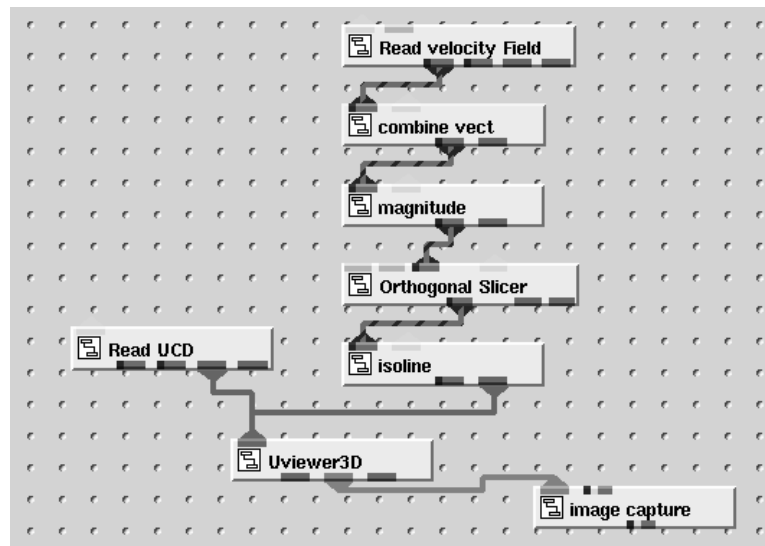 Read velocity Field
combine vect
magnitude
Orthogonal Slicer
Read UCD
isoline
Uviewer3D
image capture